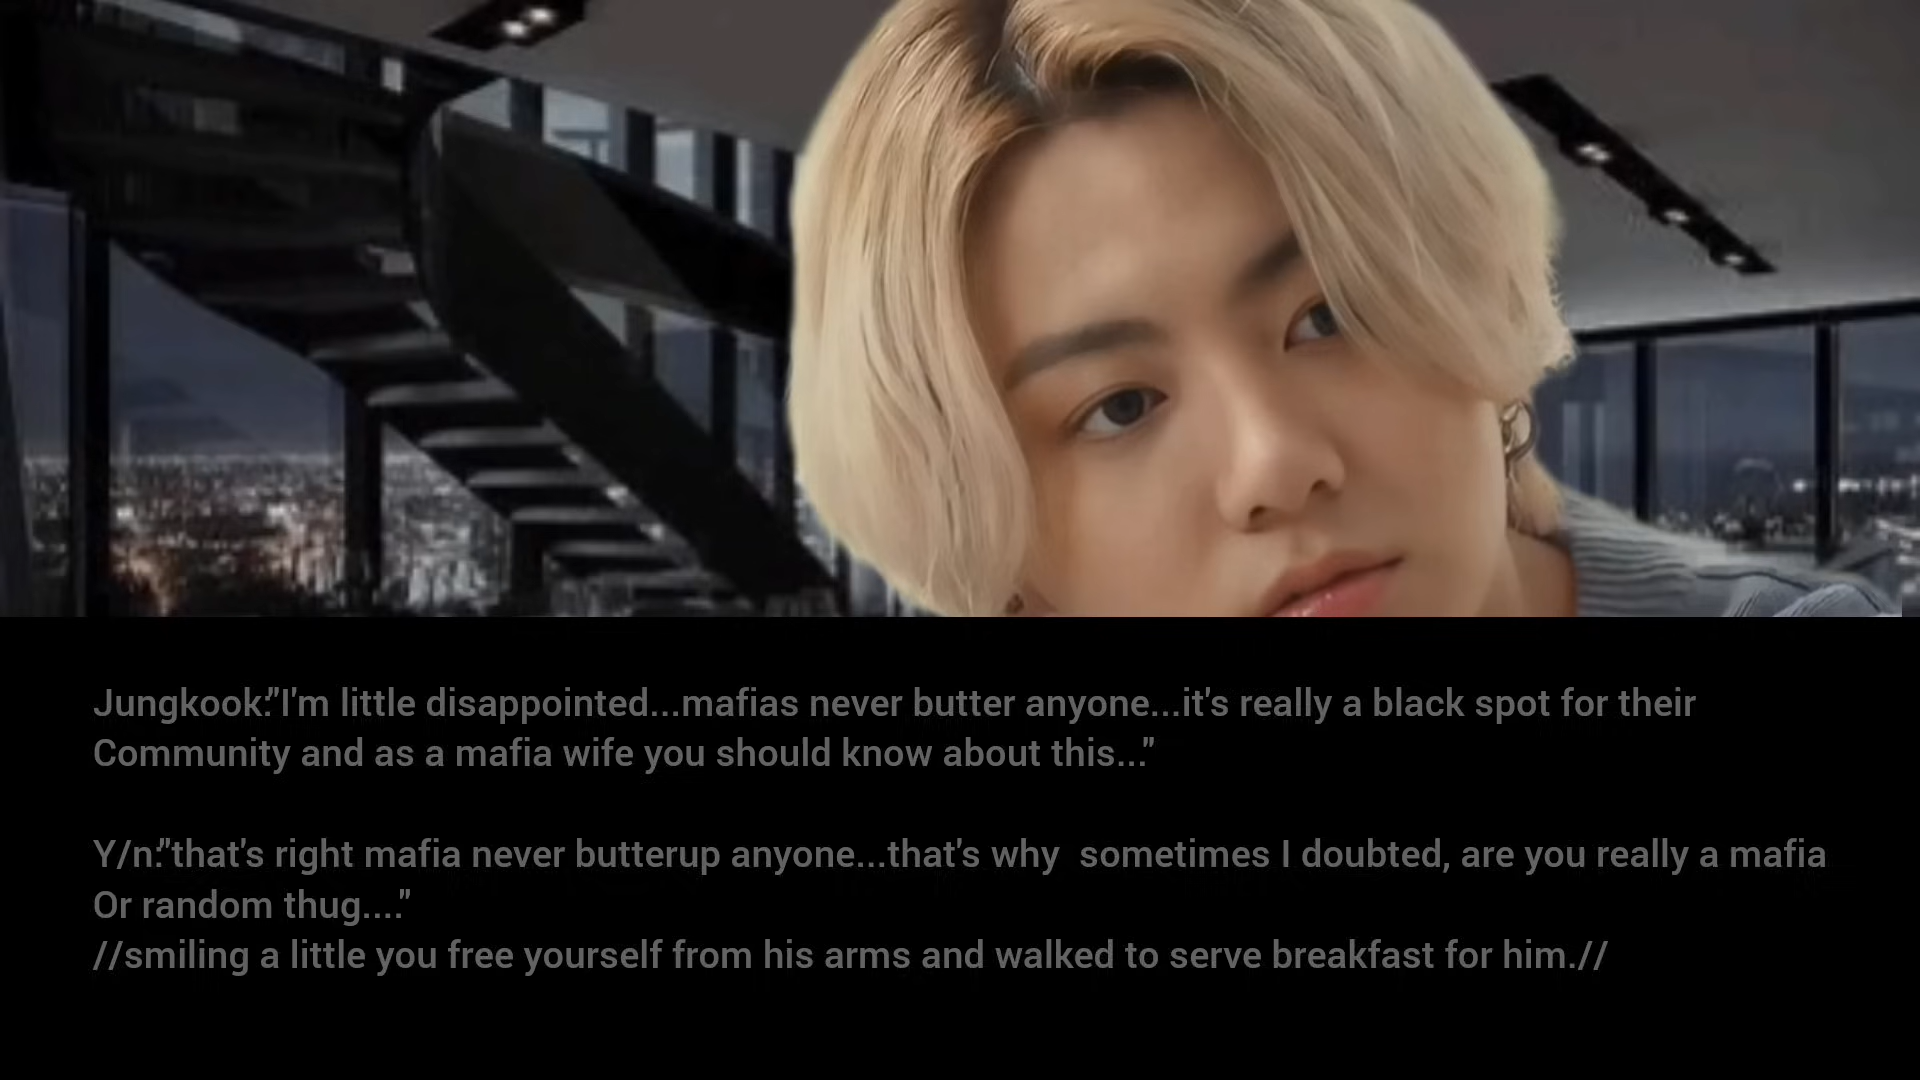 Jungkook:"I'm little disappointed...mafias never butter anyone...it's really a black spot for their
Community and as a mafia wife you should know about this..."
Y/n:"that's right mafia never butterup anyone...that's why  sometimes I doubted, are you really a mafia
Or random thug...."
//smiling a little you free yourself from his arms and walked to serve breakfast for him.//